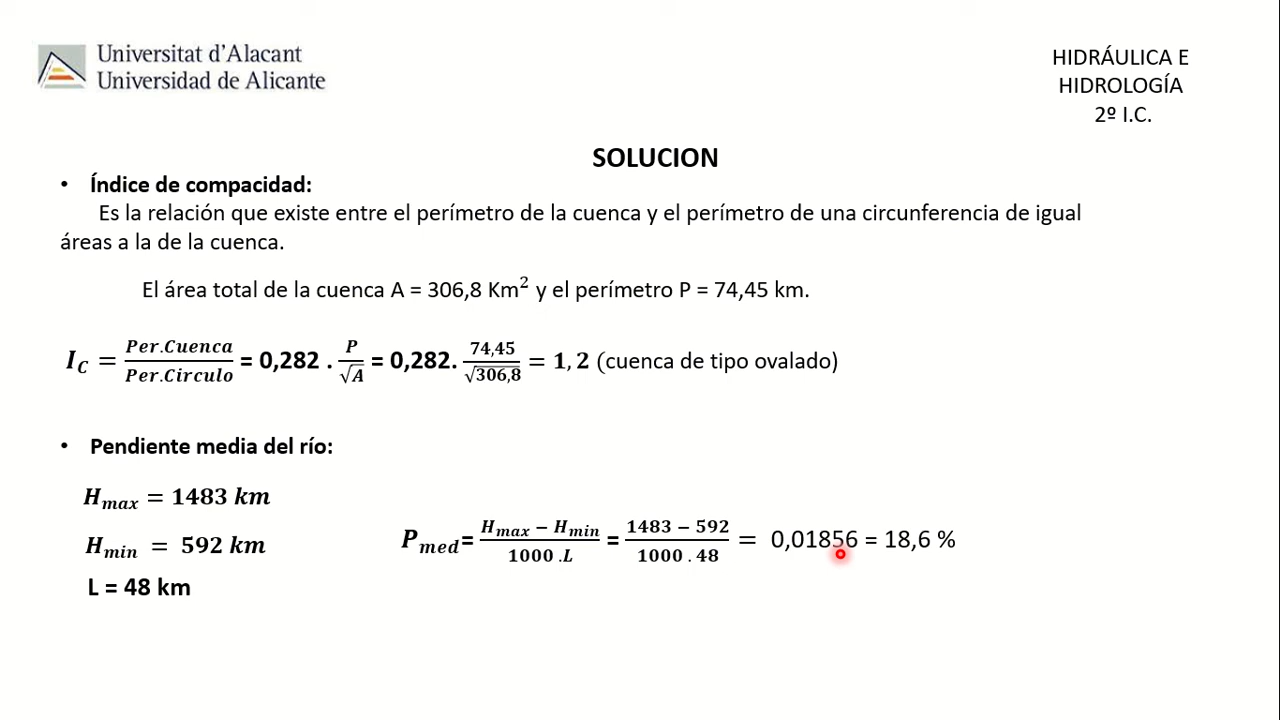 Universitat d'Alacant
Universidad de Alicante
HIDRÁULICA E
HIDROLOGÍA
2º I.C.
SOLUCION
• Índice de compacidad:
Es la relación que existe entre el perímetro de la cuenca y el perímetro de una circunferencia de igual
áreas a la de la cuenca.
El área total de la cuenca A = 306,8 Km² y el perímetro P = 74,45 km.
I_C = Per.Cuenca / Per.Circulo = 0,282 . P / √A = 0,282. 74,45 / √306,8 = 1,2 (cuenca de tipo ovalado)
• Pendiente media del río:
H_max = 1483 km
H_min = 592 km
P_med = H_max − H_min / 1000 .L = 1483 − 592 / 1000 . 48 = 0,01856 = 18,6 %
L = 48 km